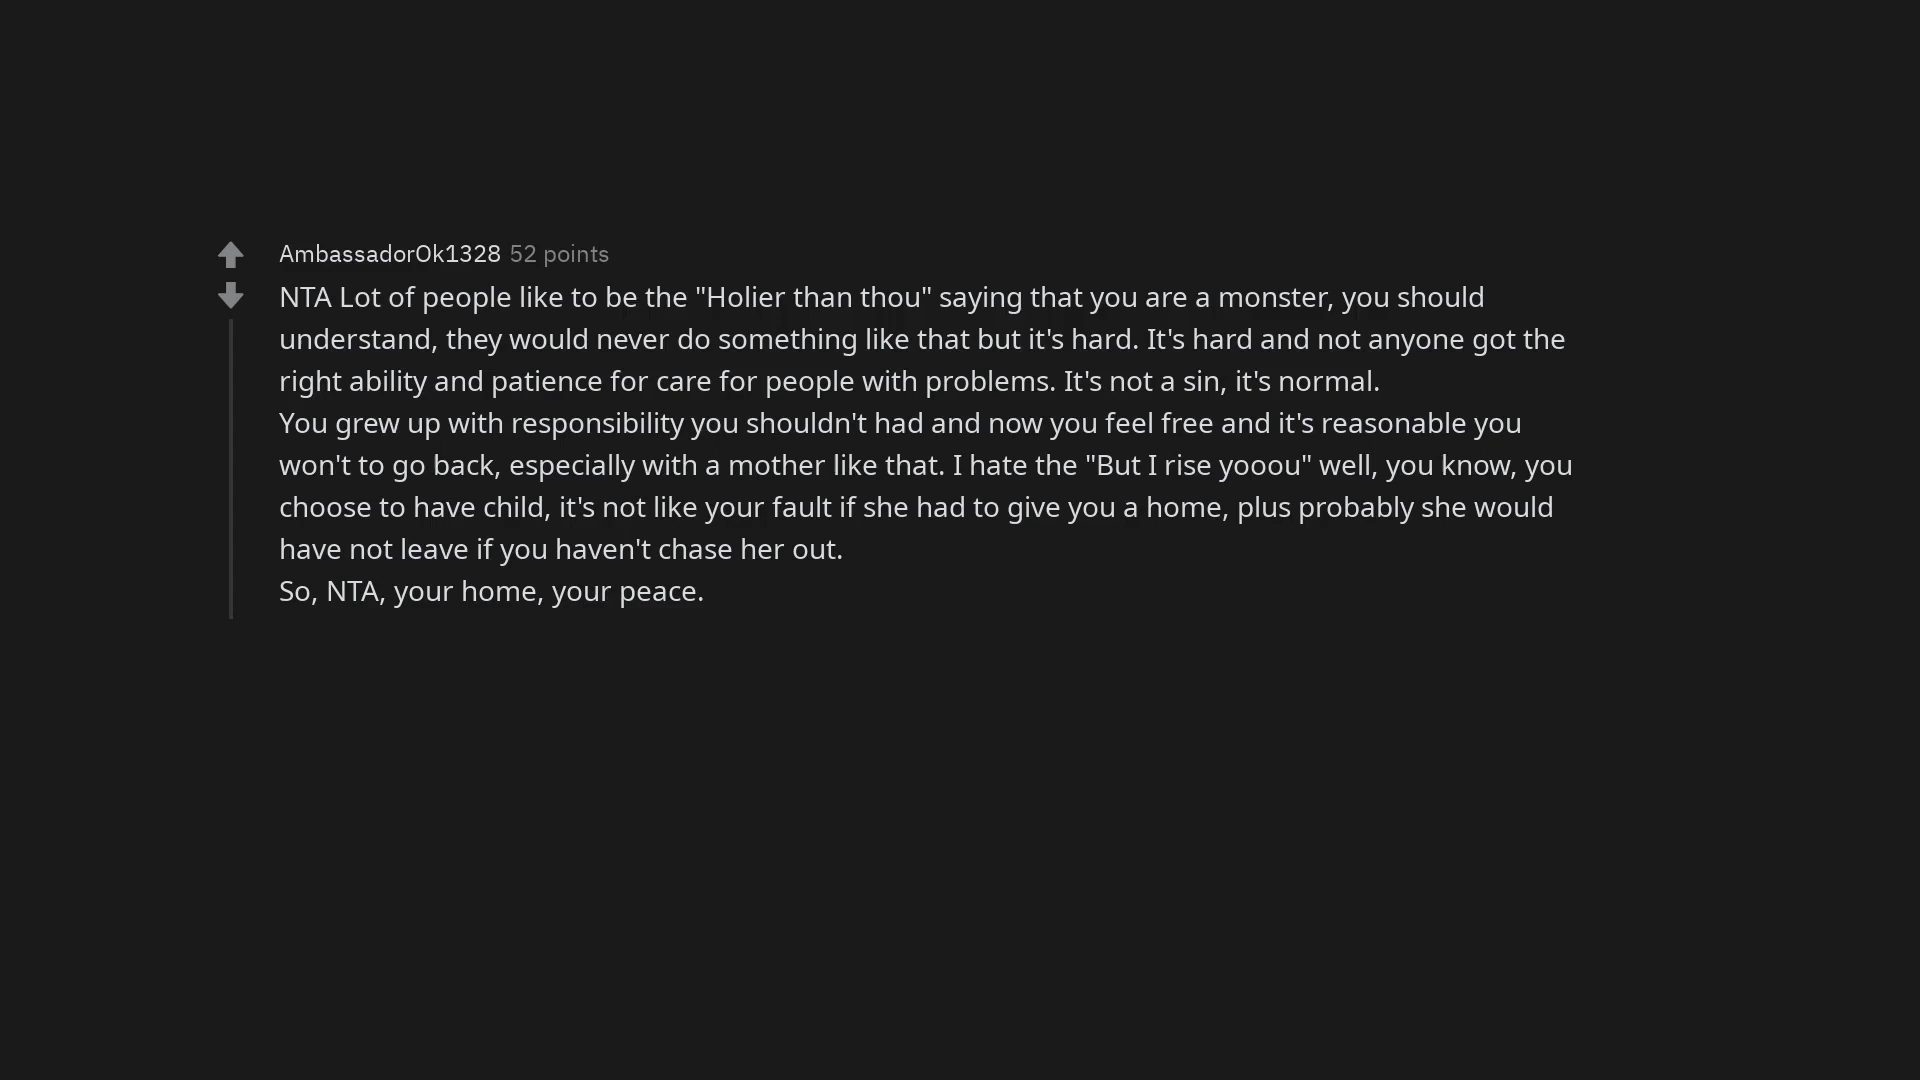 AmbassadorOk1328 52 points
NTA Lot of people like to be the "Holier than thou" saying that you are a monster, you should
understand, they would never do something like that but it's hard. It's hard and not anyone got the
right ability and patience for care for people with problems. It's not a sin, it's normal.
You grew up with responsibility you shouldn't had and now you feel free and it's reasonable you
won't to go back, especially with a mother like that. I hate the "But I rise yooou" well, you know, you
choose to have child, it's not like your fault if she had to give you a home, plus probably she would
have not leave if you haven't chase her out.
So, NTA, your home, your peace.